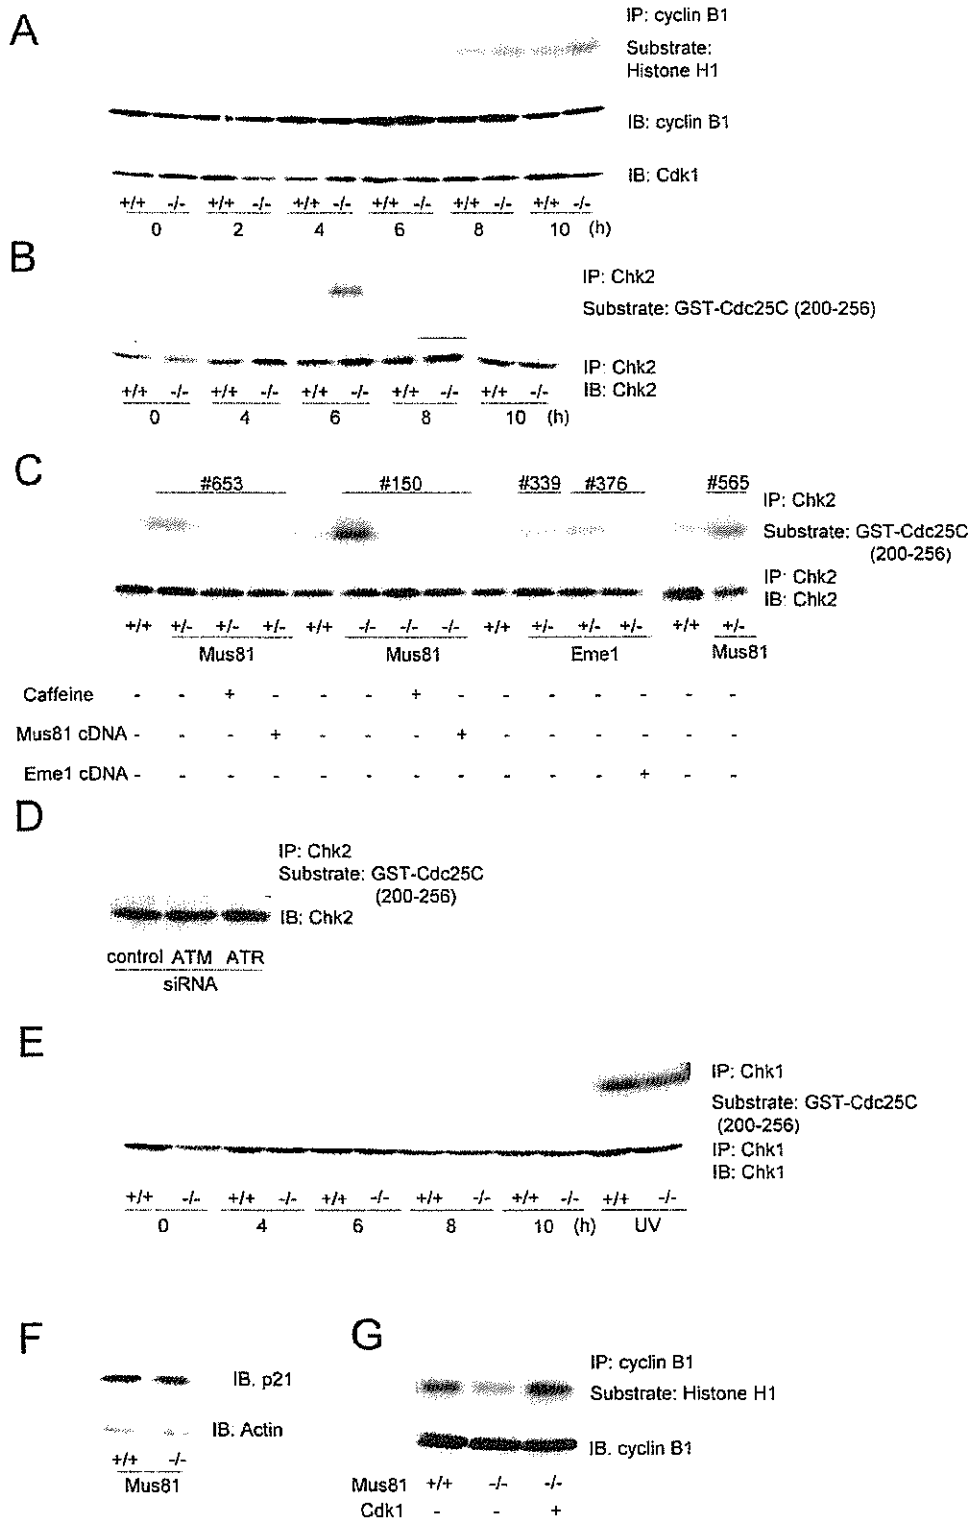 A
IP: cyclin B1
Substrate:
Histone H1
IB: cyclin B1
IB: Cdk1
+/+ -/- +/+ -/- +/+ -/- +/+ -/- +/+ -/- +/+ -/-
0 2 4 6 8 10 (h)
B
IP: Chk2
Substrate: GST-Cdc25C (200-256)
IP: Chk2
IB: Chk2
+/+ -/- +/+ -/- +/+ -/- +/+ -/- +/+ -/-
0 4 6 8 10 (h)
C
#653 #150 #339 #376 #565
IP: Chk2
Substrate: GST-Cdc25C
(200-256)
IP: Chk2
IB: Chk2
+/+ +/- +/- +/- +/+ -/- -/- -/- +/+ +/- +/- +/- +/+ +/-
Mus81 Mus81 Eme1 Mus81
Caffeine - - + - - - + - - - - - - -
Mus81 cDNA - - - + - - - + - - - - - -
Eme1 cDNA - - - - - - - - - - - + - -
D
IP: Chk2
Substrate: GST-Cdc25C
(200-256)
IB: Chk2
control ATM ATR
siRNA
E
IP: Chk1
Substrate: GST-Cdc25C
(200-256)
IP: Chk1
IB: Chk1
+/+ -/- +/+ -/- +/+ -/- +/+ -/- +/+ -/- +/+ -/-
0 4 6 8 10 (h) UV
F
IB. p21
IB: Actin
+/+ -/-
Mus81
G
IP: cyclin B1
Substrate: Histone H1
IB. cyclin B1
Mus81 +/+ -/- -/-
Cdk1 - - +